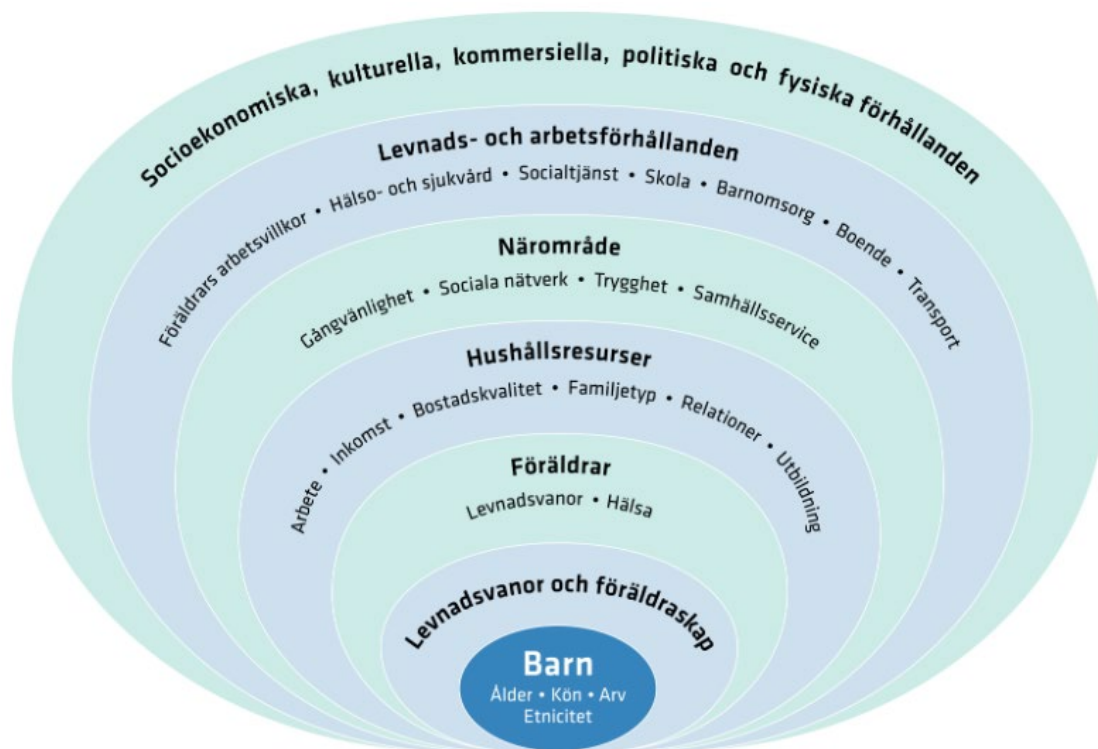 Socioekonomiska, kulturella, kommersiella, politiska och fysiska förhållanden
Levnads- och arbetsförhållanden
Föräldrars arbetsvillkor • Hälso- och sjukvård • Socialtjänst • Skola • Barnomsorg • Boende • Transport
Närområde
Gångvänlighet • Sociala nätverk • Trygghet • Samhällsservice
Hushållsresurser
Arbete • Inkomst • Bostadskvalitet • Familjetyp • Relationer • Utbildning
Föräldrar
Levnadsvanor • Hälsa
Levnadsvanor och föräldraskap
Barn
Ålder • Kön • Arv
Etnicitet